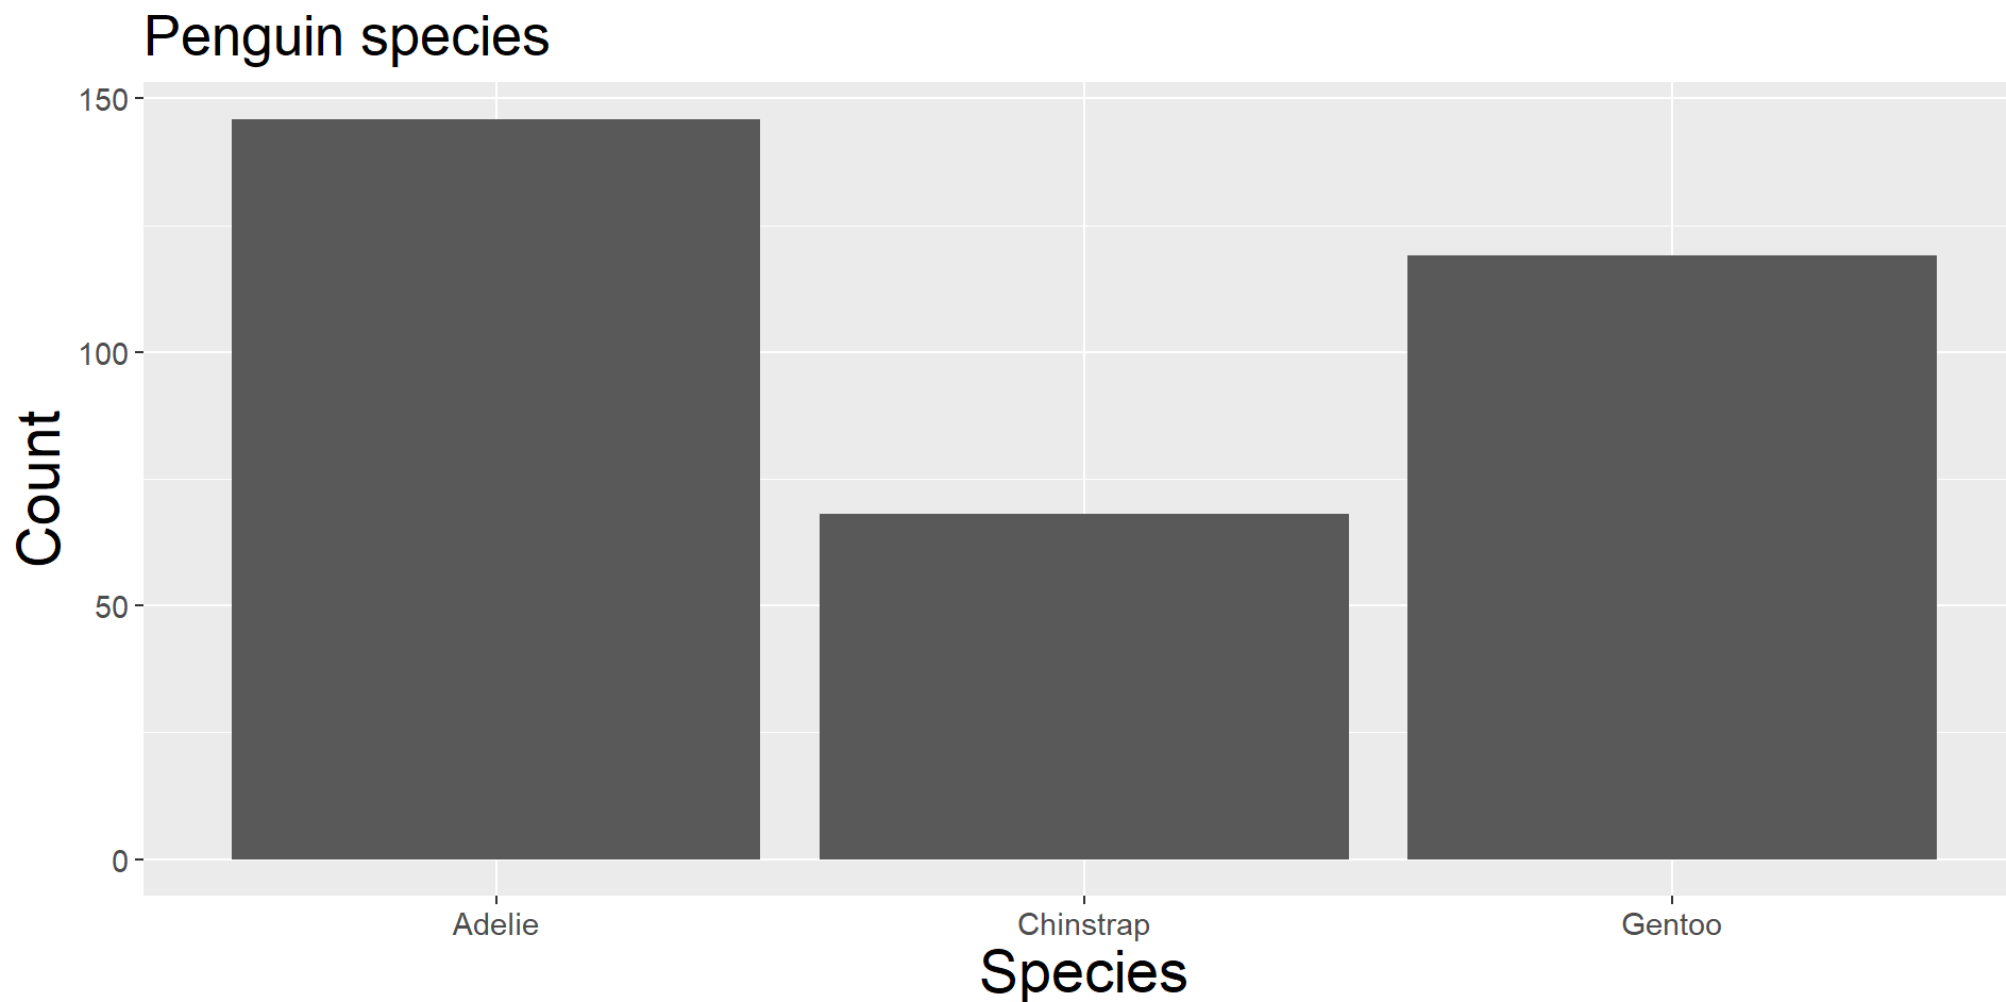 Penguin species
150
100
50
0
Count
Adelie Chinstrap Gentoo
Species